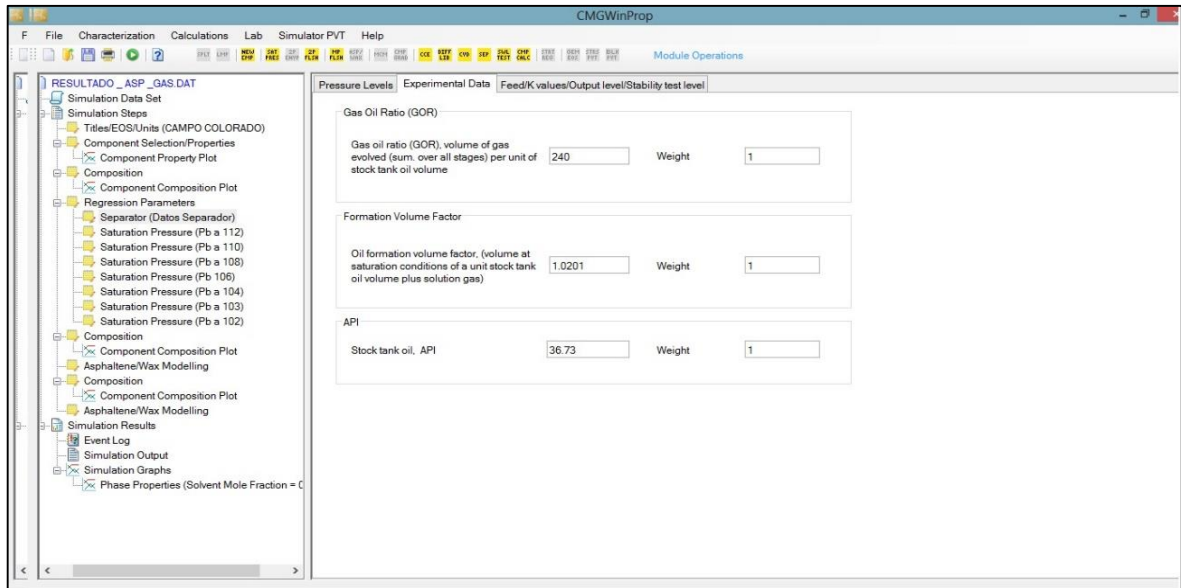 CMGWinProp
F File Characterization Calculations Lab Simulator PVT Help
Module Operations
RESULTADO _ ASP _GAS.DAT
Simulation Data Set
Simulation Steps
Titles/EOS/Units (CAMPO COLORADO)
Component Selection/Properties
Component Property Plot
Composition
Component Composition Plot
Regression Parameters
Separator (Datos Separador)
Saturation Pressure (Pb a 112)
Saturation Pressure (Pb a 110)
Saturation Pressure (Pb a 108)
Saturation Pressure (Pb 106)
Saturation Pressure (Pb a 104)
Saturation Pressure (Pb a 103)
Saturation Pressure (Pb a 102)
Composition
Component Composition Plot
Asphaltene/Wax Modelling
Composition
Component Composition Plot
Asphaltene/Wax Modelling
Simulation Results
Event Log
Simulation Output
Simulation Graphs
Phase Properties (Solvent Mole Fraction =
Pressure Levels Experimental Data Feed/K values/Output level/Stability test level
Gas Oil Ratio (GOR)
Gas oil ratio (GOR), volume of gas
evolved (sum. over all stages) per unit of 240 Weight 1
stock tank oil volume
Formation Volume Factor
Oil formation volume factor, (volume at
saturation conditions of a unit stock tank 1.0201 Weight 1
oil volume plus solution gas)
API
Stock tank oil, API 36.73 Weight 1